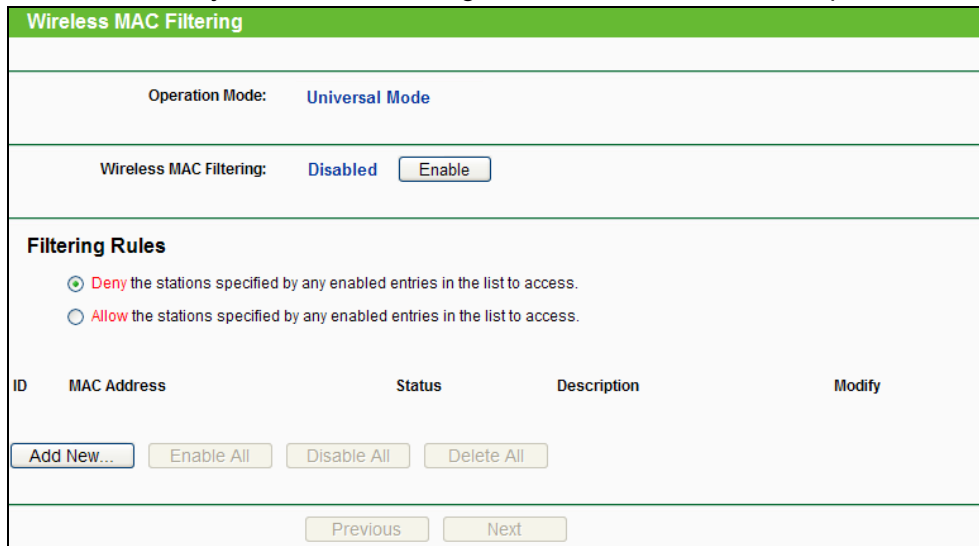 Wireless MAC Filtering
Operation Mode: Universal Mode
Wireless MAC Filtering: Disabled Enable
Filtering Rules
Deny the stations specified by any enabled entries in the list to access.
Allow the stations specified by any enabled entries in the list to access.
ID MAC Address Status Description Modify
Add New... Enable All Disable All Delete All
Previous Next